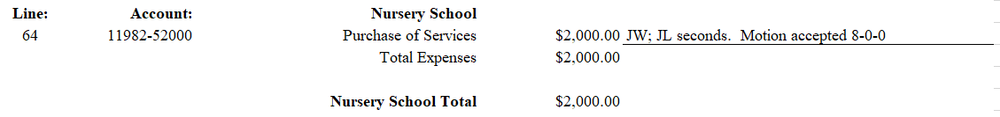 Line: Account: Nursery School
64 11982-52000 Purchase of Services $2,000.00 JW; JL seconds. Motion accepted 8-0-0
Total Expenses $2,000.00
Nursery School Total $2,000.00